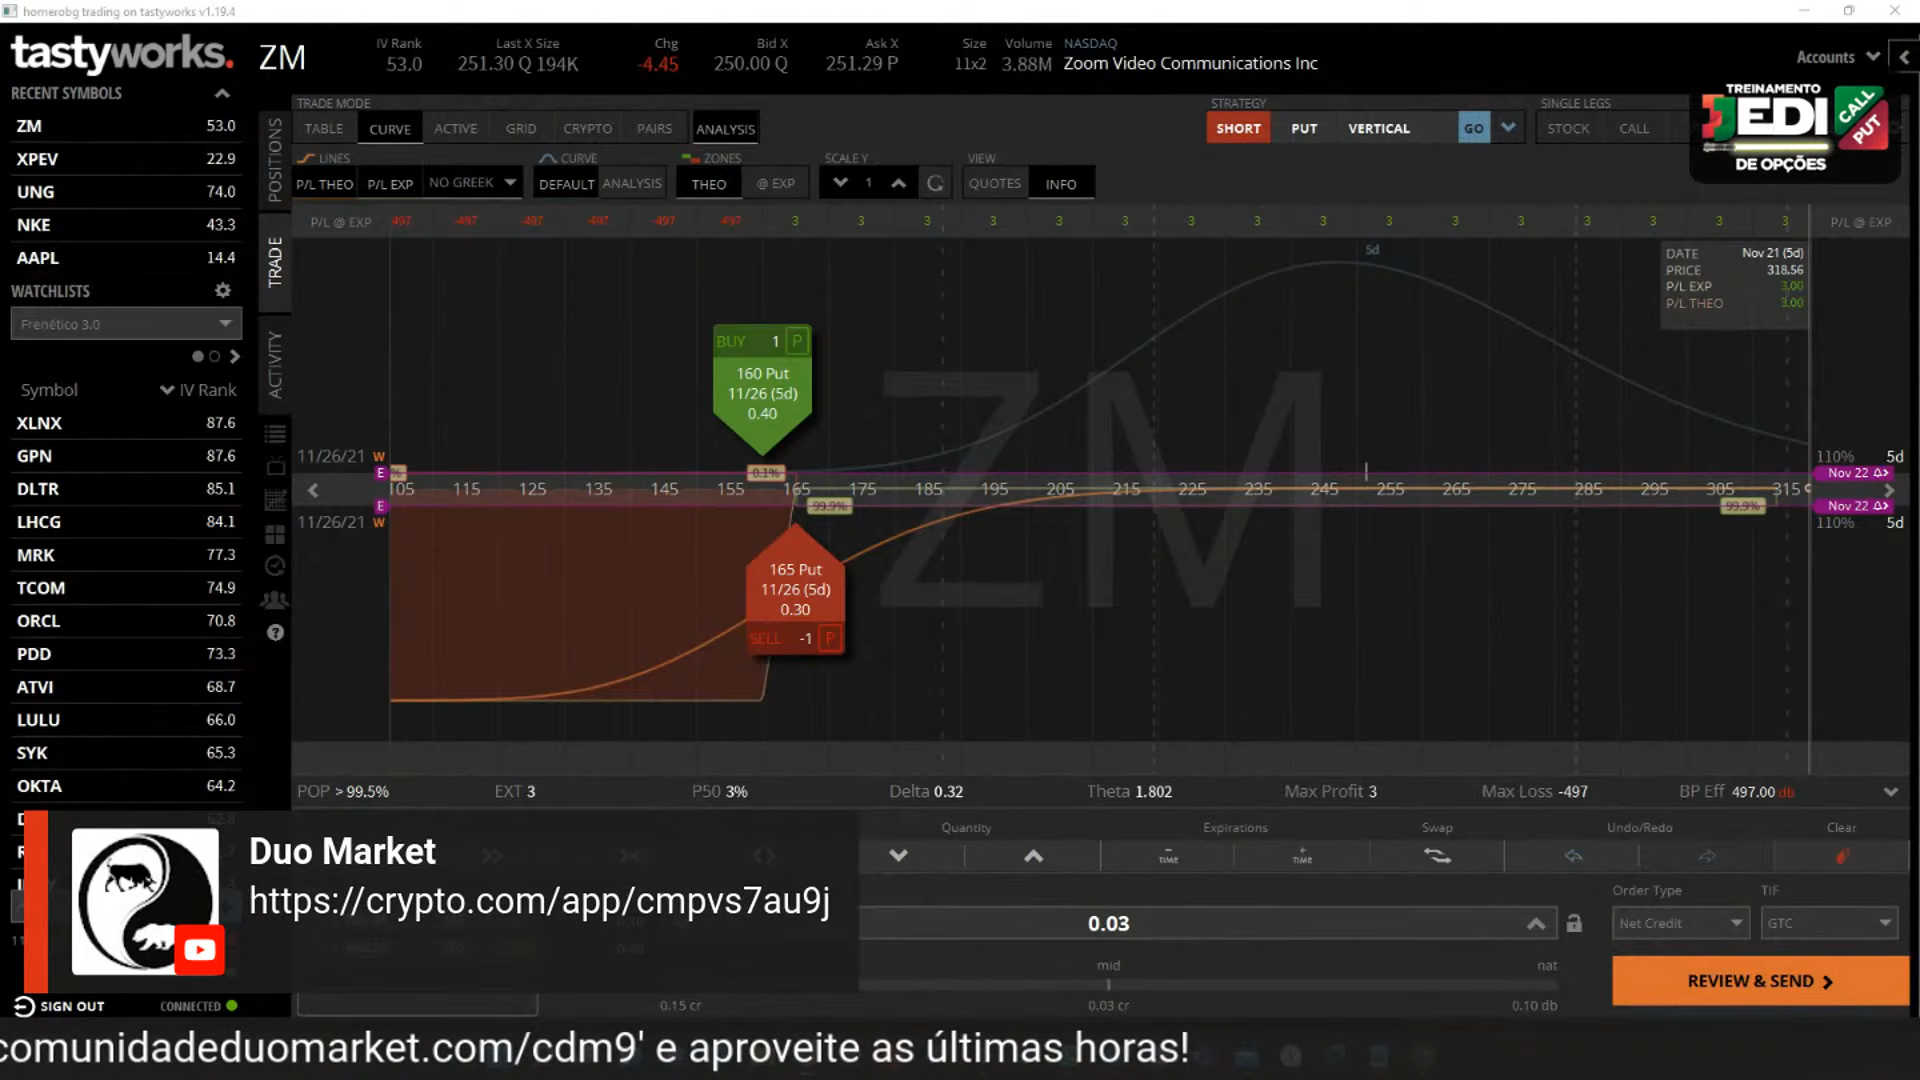 homerobg trading on tastyworks v1.19.4
tastyworks.
ZM
IV Rank
53.0
Last X Size
251.30 Q 194K
Chg
-4.45
Bid X
250.00 Q
Ask X
251.29 P
Size
11x2
Volume
3.88M
NASDAQ
Zoom Video Communications Inc
Accounts
RECENT SYMBOLS
ZM 53.0
XPEV 22.9
UNG 74.0
NKE 43.3
AAPL 14.4
WATCHLISTS
Frenético 3.0
Symbol IV Rank
XLNX 87.6
GPN 87.6
DLTR 85.1
LHCG 84.1
MRK 77.3
TCOM 74.9
ORCL 70.8
PDD 73.3
ATVI 68.7
LULU 66.0
SYK 65.3
OKTA 64.2
62.8
SIGN OUT CONNECTED
POSITIONS
TRADE
ACTIVITY
TRADE MODE
TABLE CURVE ACTIVE GRID CRYPTO PAIRS ANALYSIS
STRATEGY
SHORT PUT VERTICAL GO
SINGLE LEGS
STOCK CALL
TREINAMENTO
JEDI
DE OPÇÕES
CALL
PUT
LINES CURVE ZONES SCALE Y VIEW
P/L THEO P/L EXP NO GREEK DEFAULT ANALYSIS THEO @ EXP 1 QUOTES INFO
P/L @ EXP -497 -497 -497 -497 -497 -497 3 3 3 3 3 3 3 3 3 3 3 3 3 3 3 3 P/L @ EXP
5d
DATE Nov 21 (5d)
PRICE 318.56
P/L EXP 3.00
P/L THEO 3.00
ZM
BUY 1 P
160 Put
11/26 (5d)
0.40
11/26/21 W
110% 5d
E % 0.1% Nov 22
105 115 125 135 145 155 165 175 185 195 205 215 225 235 245 255 265 275 285 295 305 315
E 99.9% 99.9% Nov 22
11/26/21 W
110% 5d
165 Put
11/26 (5d)
0.30
SELL -1 P
POP > 99.5% EXT 3 P50 3% Delta 0.32 Theta 1.802 Max Profit 3 Max Loss -497 BP Eff 497.00 db
Quantity Expirations Swap Undo/Redo Clear
TIME TIME
Duo Market
https://crypto.com/app/cmpvs7au9j
0.03
Order Type TIF
Net Credit GTC
mid nat
REVIEW & SEND
0.15 cr 0.03 cr 0.10 db
comunidadeduomarket.com/cdm9' e aproveite as últimas horas!